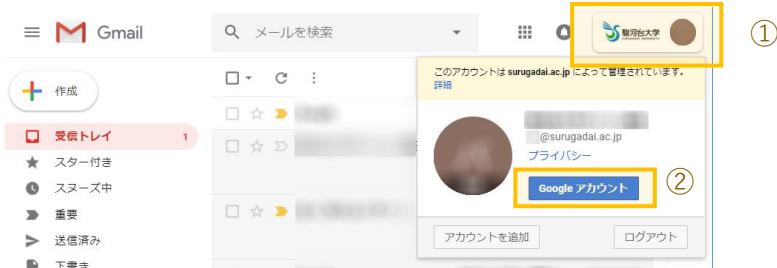 Gmail
メールを検索
駿河台大学
①
作成
このアカウントは surugadai.ac.jp によって管理されています。
詳細
受信トレイ 1
@surugadai.ac.jp
スター付き
プライバシー
スヌーズ中
Google アカウント
②
重要
送信済み
アカウントを追加
ログアウト
下書き